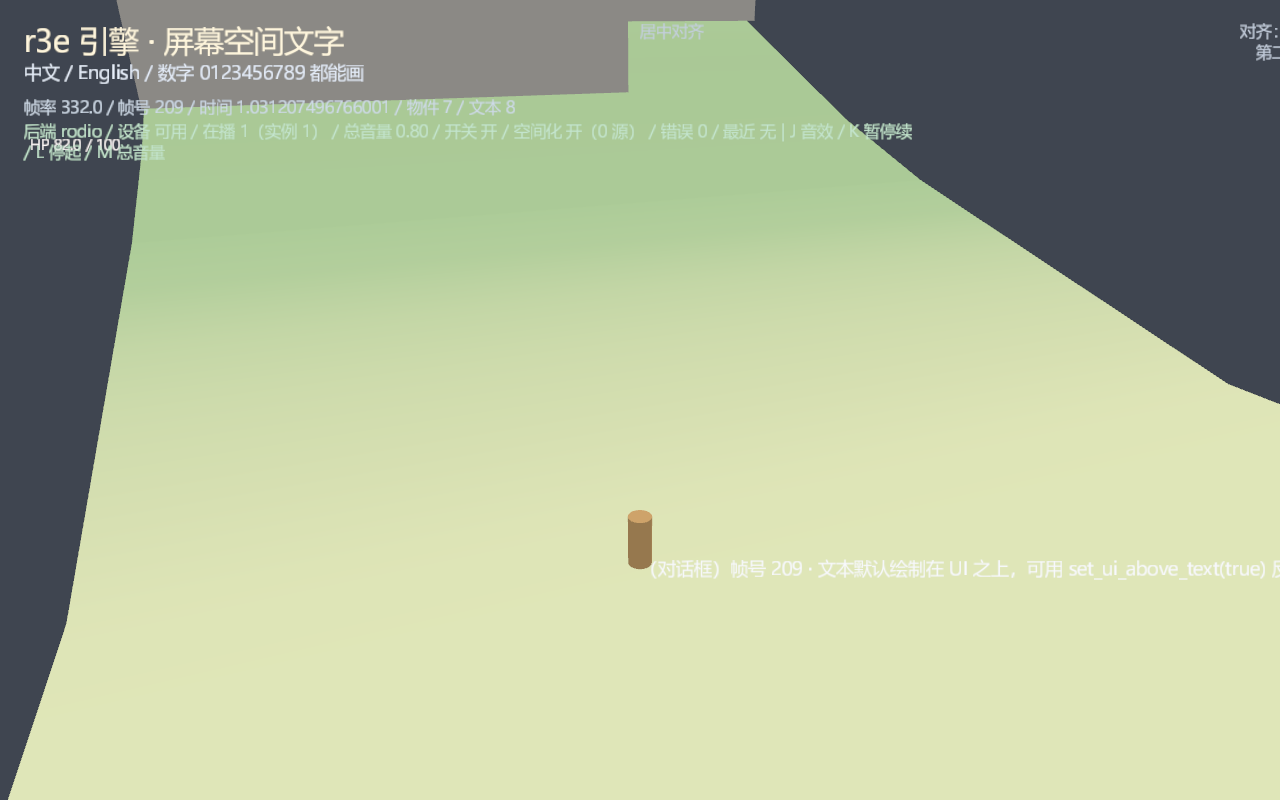 r3e 引擎 · 屏幕空间文字
居中对齐
对齐：
第二
中文 / English / 数字 0123456789 都能画
帧率 332.0 / 帧号 209 / 时间 1.031207496766001 / 物件 7 / 文本 8
后端 rodio / 设备 可用 / 在播 1（实例 1） / 总音量 0.80 / 开关 开 / 空间化 开（0 源） / 错误 0 / 最近 无 | J 音效 / K 暂停续
HP 82.0 / 100
/ L 停起 / M 总音量
（对话框）帧号 209 · 文本默认绘制在 UI 之上，可用 set_ui_above_text(true)